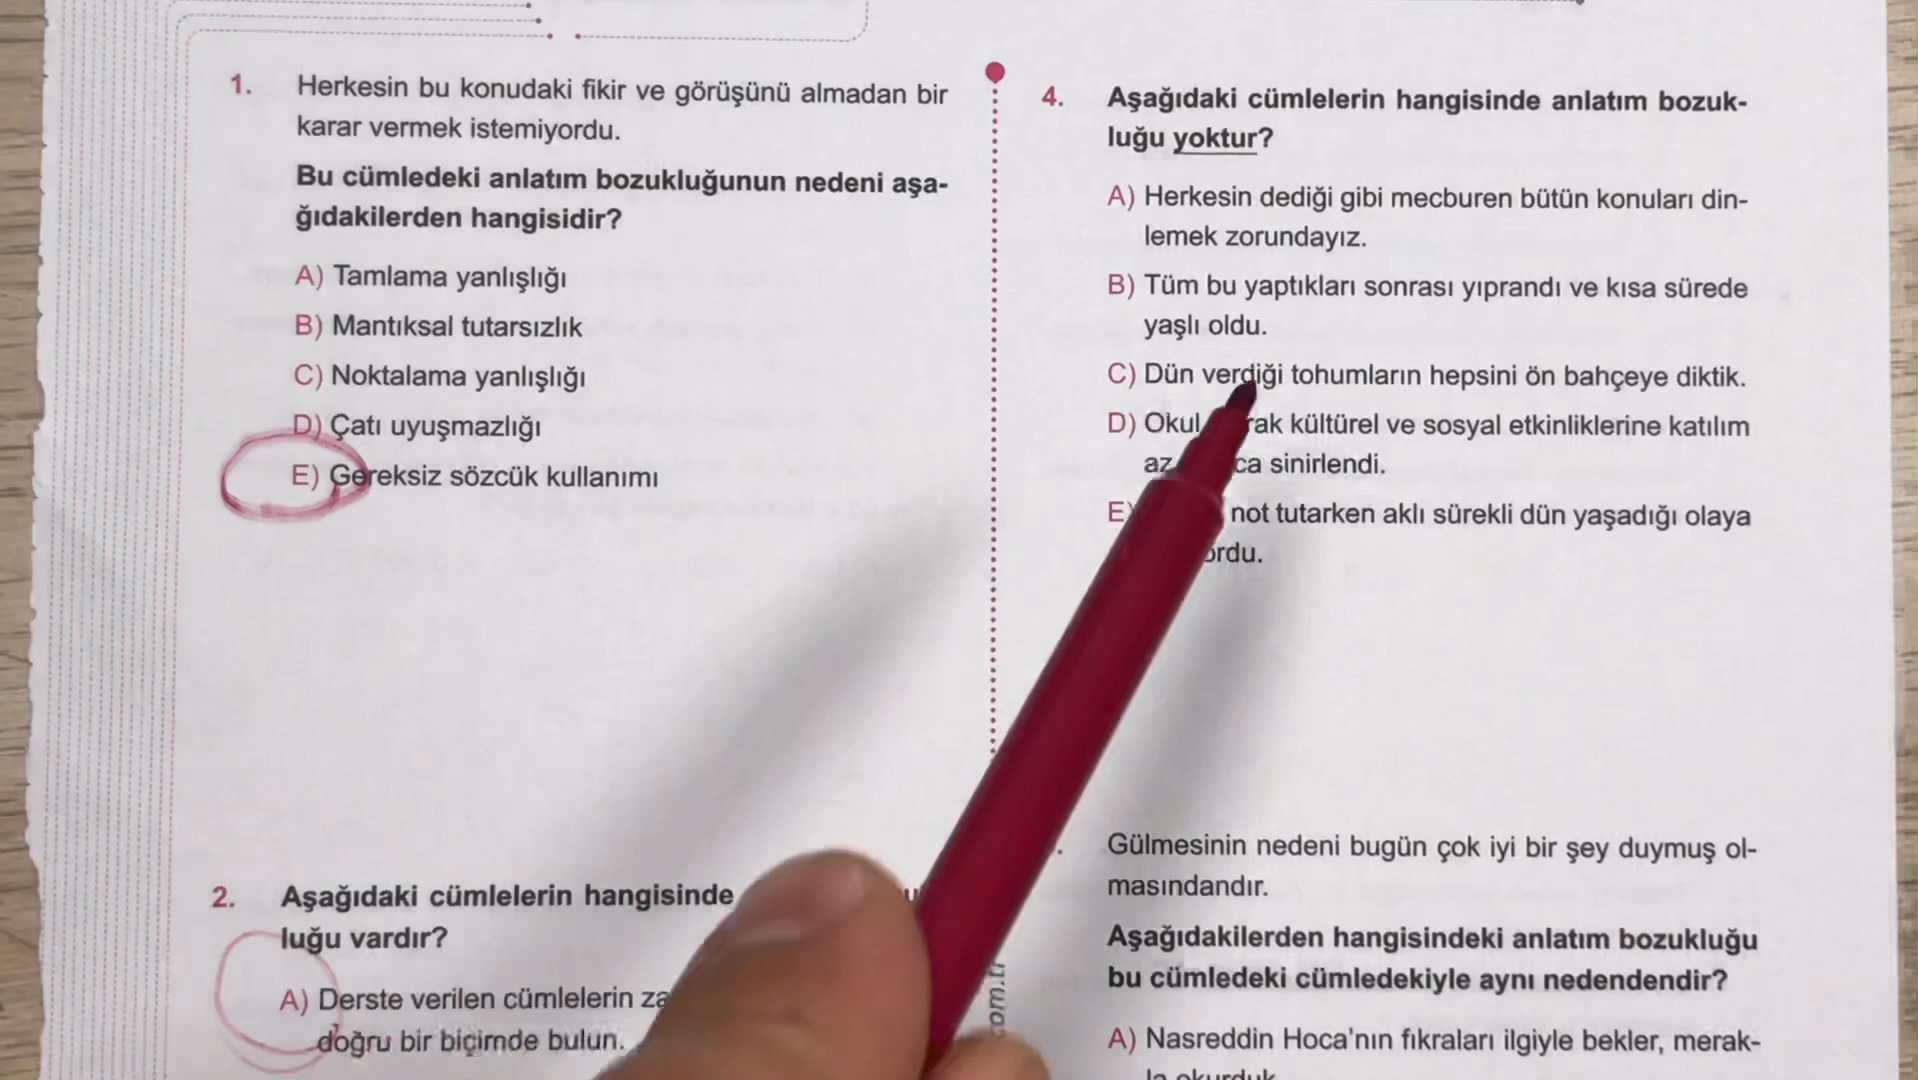 1. Herkesin bu konudaki fikir ve görüşünü almadan bir
karar vermek istemiyordu.
Bu cümledeki anlatım bozukluğunun nedeni aşa-
ğıdakilerden hangisidir?
A) Tamlama yanlışlığı
B) Mantıksal tutarsızlık
C) Noktalama yanlışlığı
D) Çatı uyuşmazlığı
E) Gereksiz sözcük kullanımı
2. Aşağıdaki cümlelerin hangisinde
luğu vardır?
A) Derste verilen cümlelerin
doğru bir biçimde bulun.
4. Aşağıdaki cümlelerin hangisinde anlatım bozuk-
luğu yoktur?
A) Herkesin dediği gibi mecburen bütün konuları din-
lemek zorundayız.
B) Tüm bu yaptıkları sonrası yıprandı ve kısa sürede
yaşlı oldu.
C) Dün verdiği tohumların hepsini ön bahçeye diktik.
D) kültürel ve sosyal etkinliklerine katılım
az sinirlendi.
E) not tutarken aklı sürekli dün yaşadığı olaya
Gülmesinin nedeni bugün çok iyi bir şey duymuş ol-
masındandır.
Aşağıdakilerden hangisindeki anlatım bozukluğu
bu cümledeki cümledekiyle aynı nedendendir?
A) Nasreddin Hoca'nın fıkraları ilgiyle bekler, merak-
la okurduk
com.tr